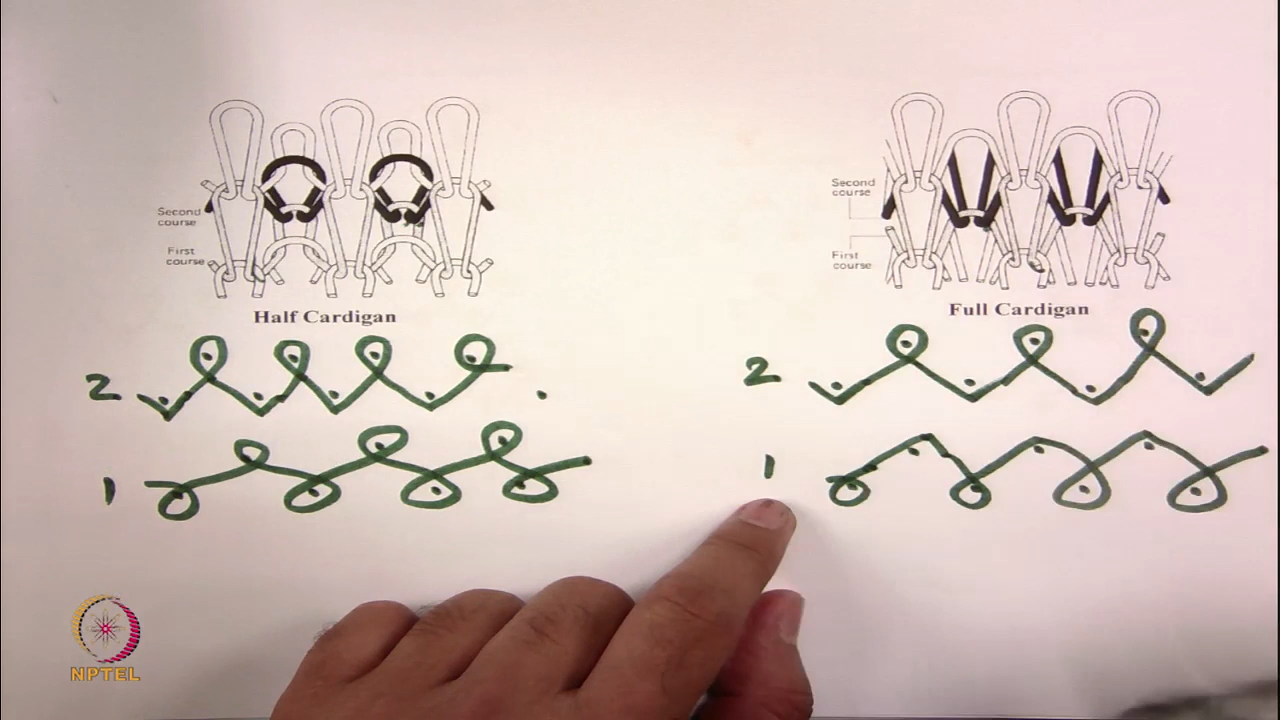 Second
course
First
course
Half Cardigan
2
1
Second
course
First
course
Full Cardigan
2
1
NPTEL